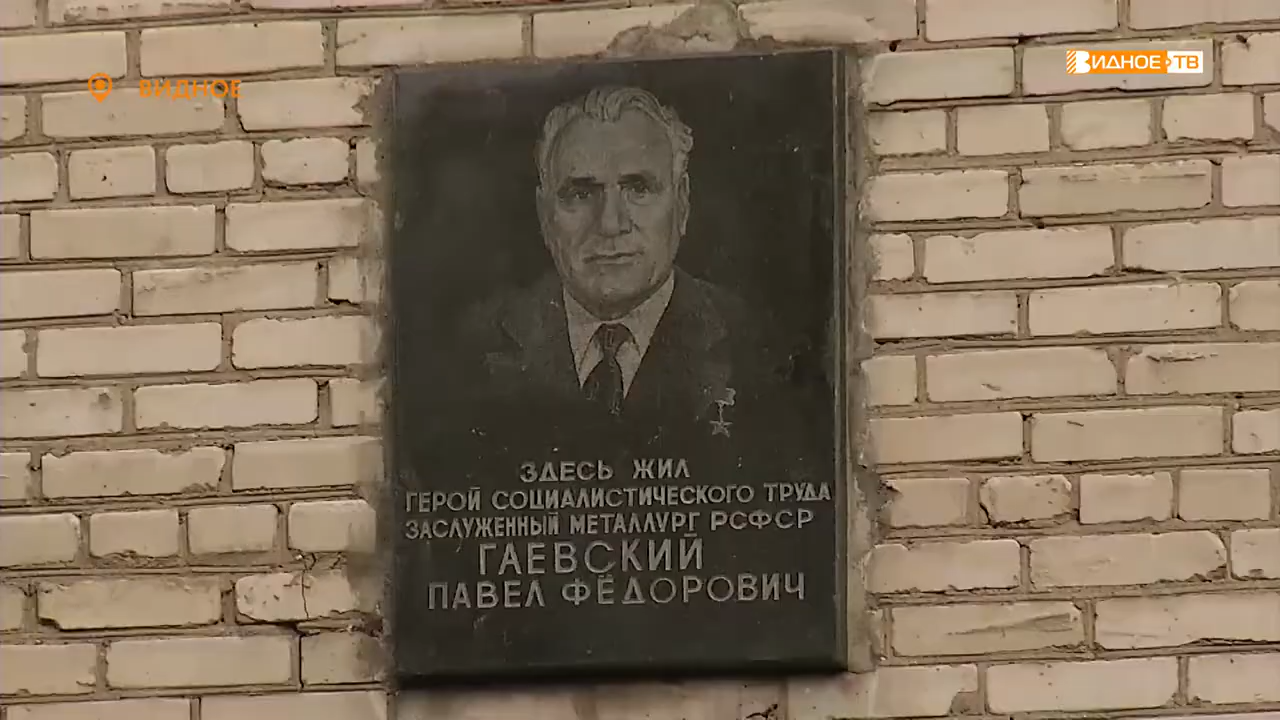 ВИДНОЕ
ВИДНОЕ ТВ
ЗДЕСЬ ЖИЛ
ГЕРОЙ СОЦИАЛИСТИЧЕСКОГО ТРУДА
ЗАСЛУЖЕННЫЙ МЕТАЛЛУРГ РСФСР
ГАЕВСКИЙ
ПАВЕЛ ФЁДОРОВИЧ